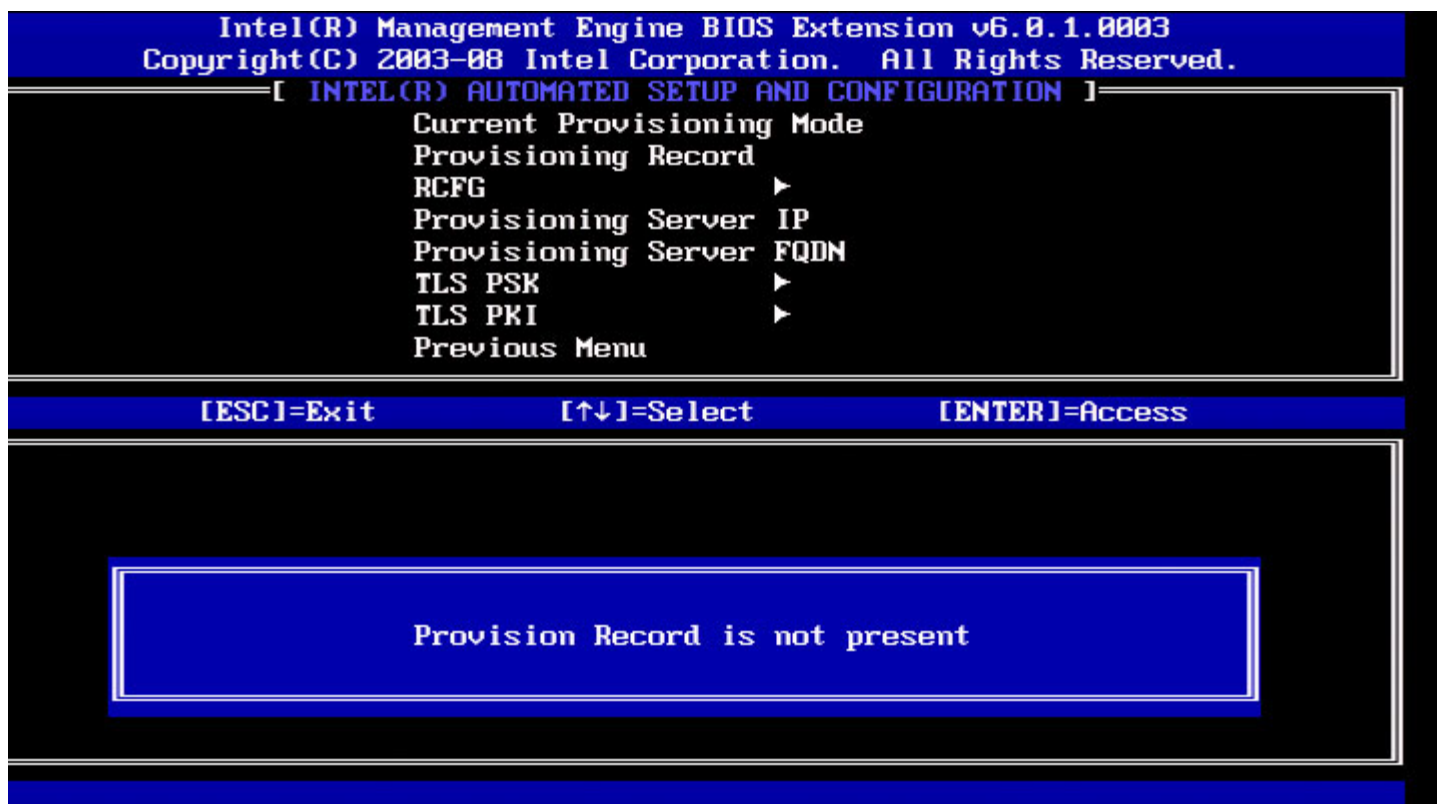 Intel(R) Management Engine BIOS Extension v6.0.1.0003
Copyright(C) 2003-08 Intel Corporation. All Rights Reserved.
[ INTEL(R) AUTOMATED SETUP AND CONFIGURATION ]
Current Provisioning Mode
Provisioning Record
RCFG ►
Provisioning Server IP
Provisioning Server FQDN
TLS PSK ►
TLS PKI ►
Previous Menu
[ESC]=Exit [↑↓]=Select [ENTER]=Access
Provision Record is not present